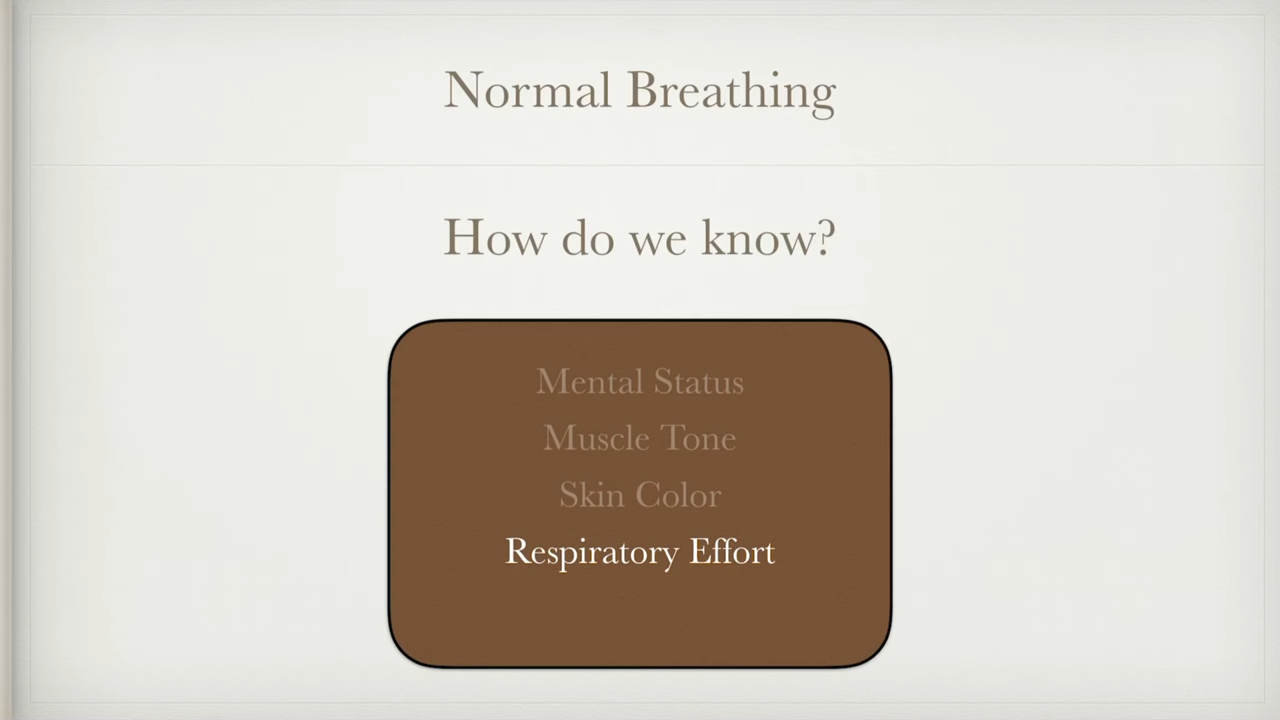 Normal Breathing
How do we know?
Mental Status
Muscle Tone
Skin Color
Respiratory Effort